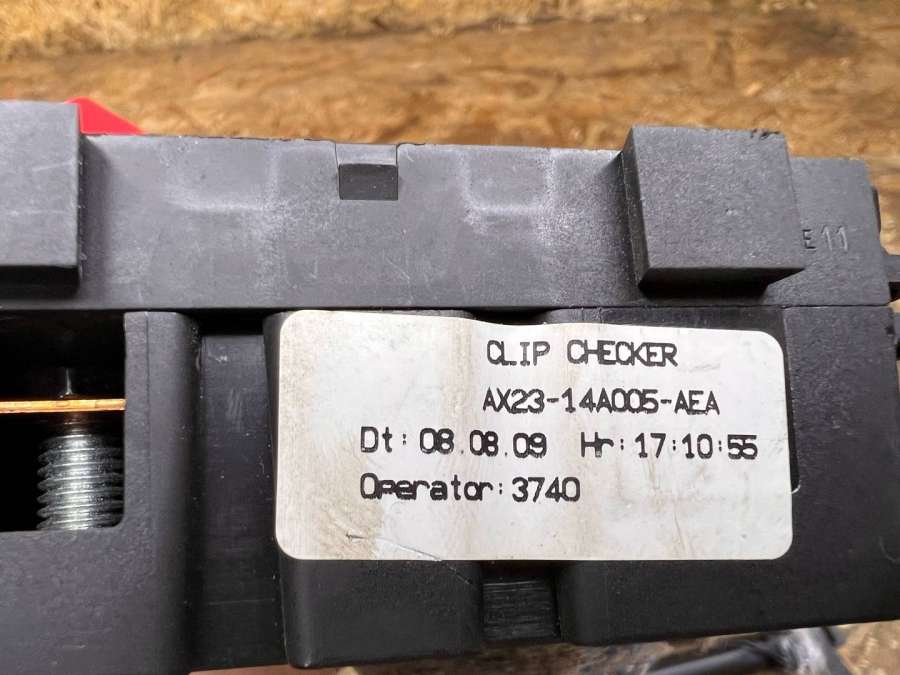 E11
CLIP CHECKER
AX23-14A005-AEA
Dt: 08.08.09 Hr: 17:10:55
Operator: 3740